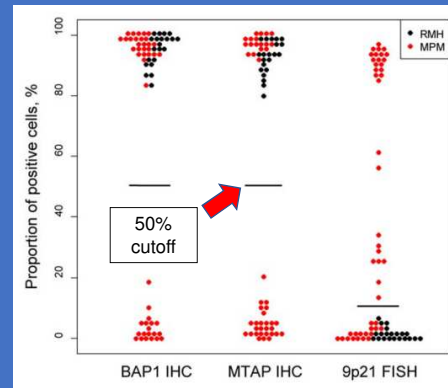 RMH
MPM
100
80
60
40
20
0
Proportion of positive cells, %
50%
cutoff
BAP1 IHC
MTAP IHC
9p21 FISH